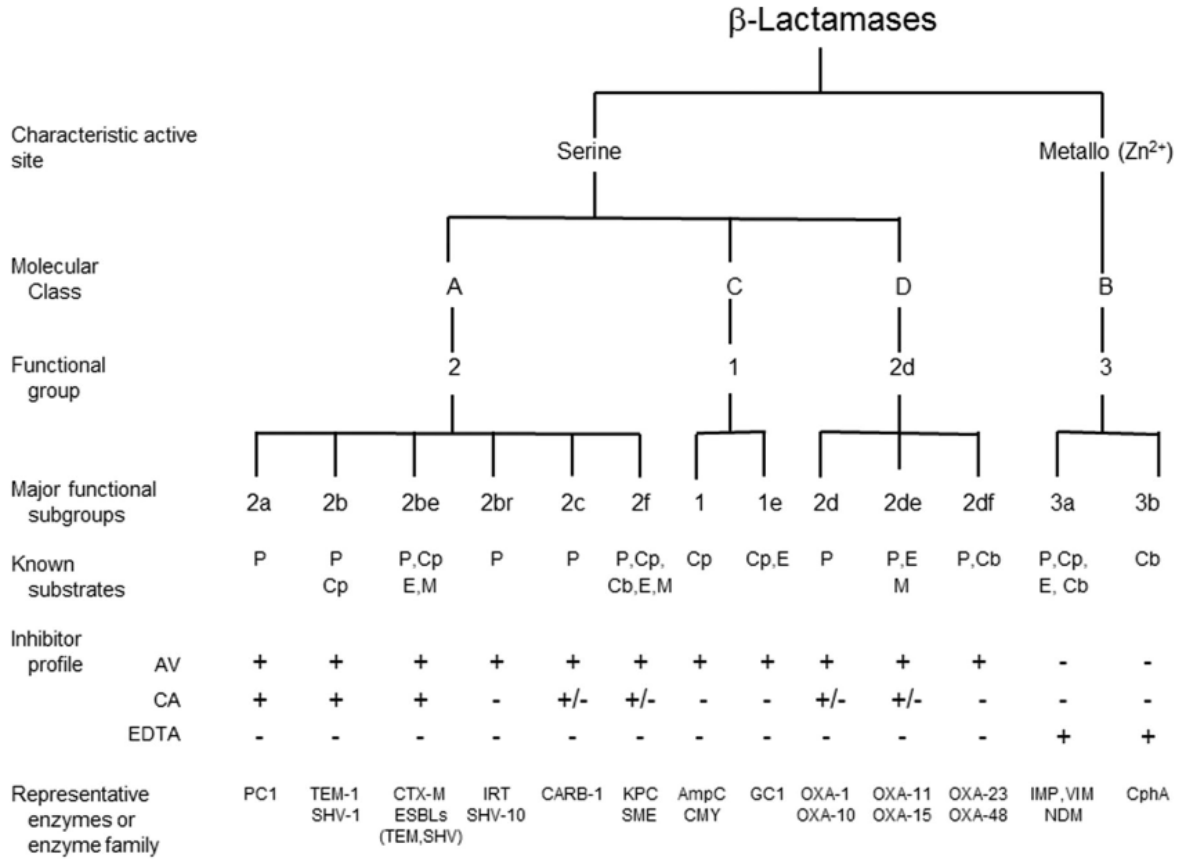 β-Lactamases
Characteristic active
site
Serine
Metallo (Zn²⁺)
Molecular
Class
A C D B
Functional
group
2 1 2d 3
Major functional
subgroups
2a 2b 2be 2br 2c 2f 1 1e 2d 2de 2df 3a 3b
Known
substrates
P P P,Cp P P P,Cp, Cp Cp,E P P,E P,Cb P,Cp, Cb
Cp E,M Cb,E,M M E, Cb
Inhibitor
profile
AV + + + + + + + + + + + - -
CA + + + - +/- +/- - - +/- +/- - - -
EDTA - - - - - - - - - - - + +
Representative
enzymes or
enzyme family
PC1 TEM-1 CTX-M IRT CARB-1 KPC AmpC GC1 OXA-1 OXA-11 OXA-23 IMP,VIM CphA
SHV-1 ESBLs SHV-10 SME CMY OXA-10 OXA-15 OXA-48 NDM
(TEM,SHV)